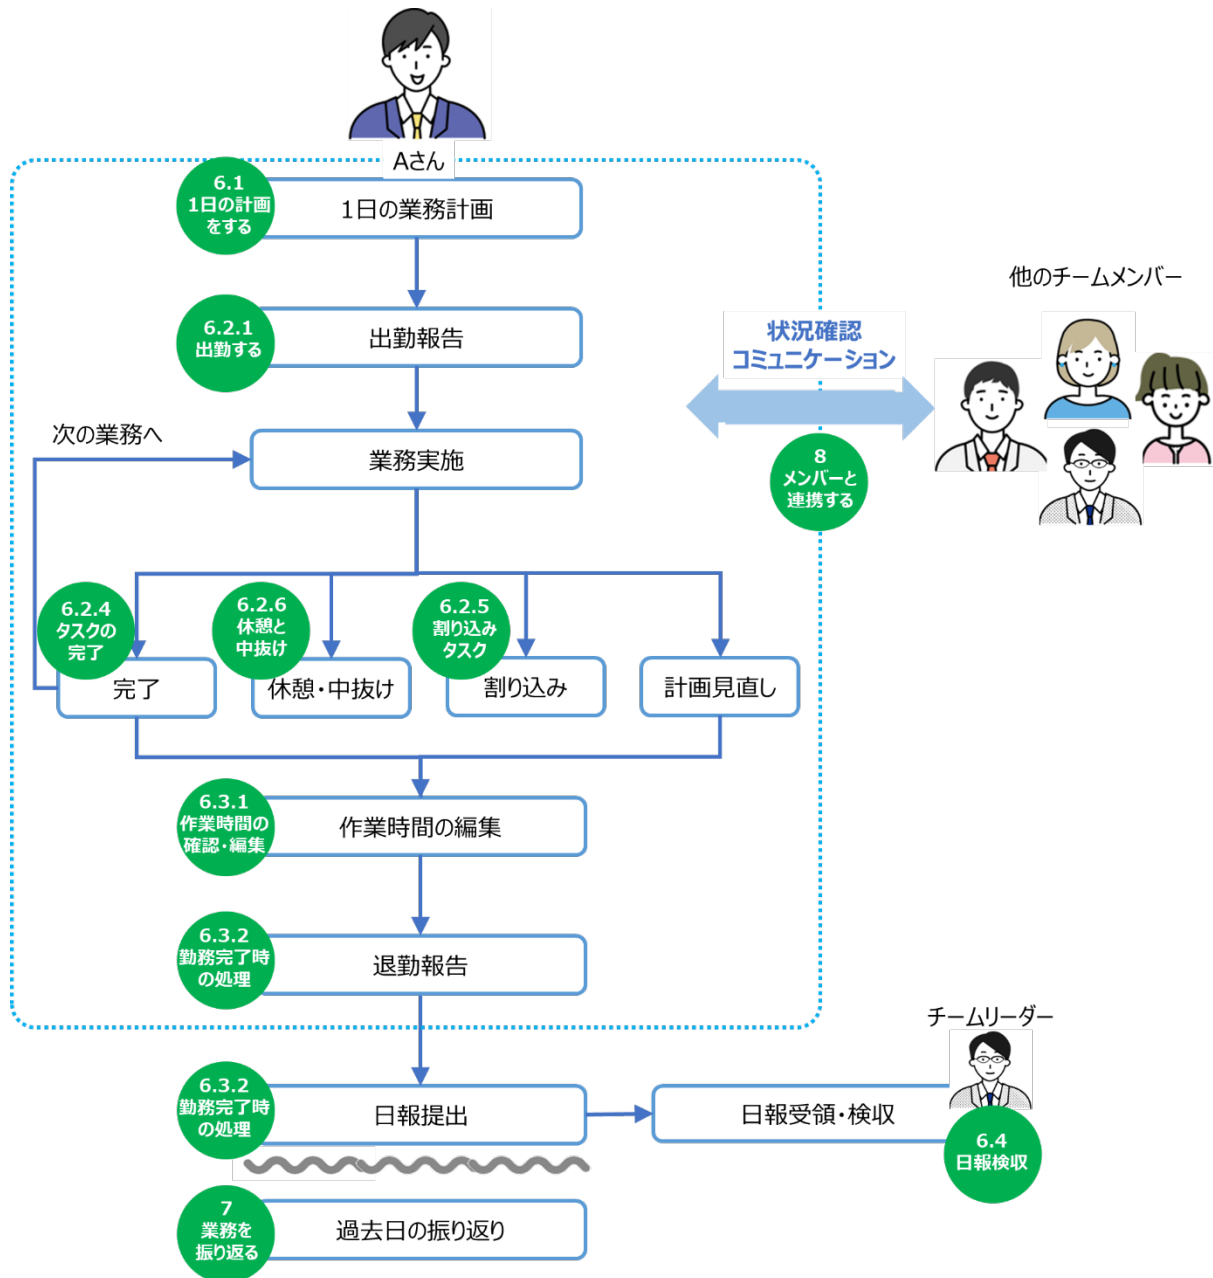 Aさん
6.1
1日の計画
をする
1日の業務計画
6.2.1
出勤する
出勤報告
他のチームメンバー
状況確認
コミュニケーション
次の業務へ
業務実施
8
メンバーと
連携する
6.2.4
タスクの
完了
6.2.6
休憩と
中抜け
6.2.5
割り込み
タスク
完了
休憩・中抜け
割り込み
計画見直し
6.3.1
作業時間の
確認・編集
作業時間の編集
6.3.2
勤務完了時
の処理
退勤報告
チームリーダー
6.3.2
勤務完了時
の処理
日報提出
日報受領・検収
6.4
日報検収
7
業務を
振り返る
過去日の振り返り